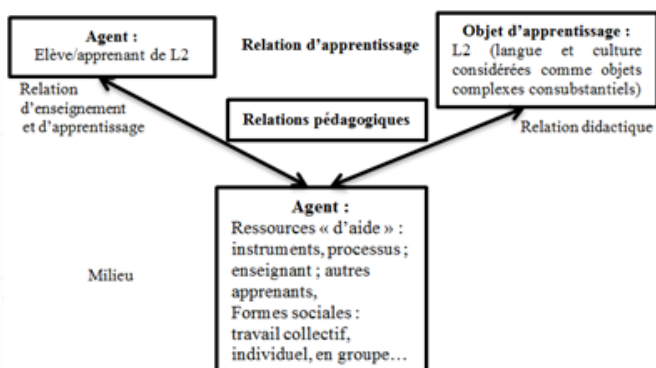 Agent :
Elève/apprenant de L2
Relation d’apprentissage
Objet d’apprentissage :
L2 (langue et culture
considérées comme objets
complexes consubstantiels)
Relation
d’enseignement
et d’apprentissage
Relations pédagogiques
Relation didactique
Agent :
Ressources « d’aide » :
instruments, processus ;
enseignant ; autres
apprenants,
Formes sociales :
travail collectif,
individuel, en groupe…
Milieu